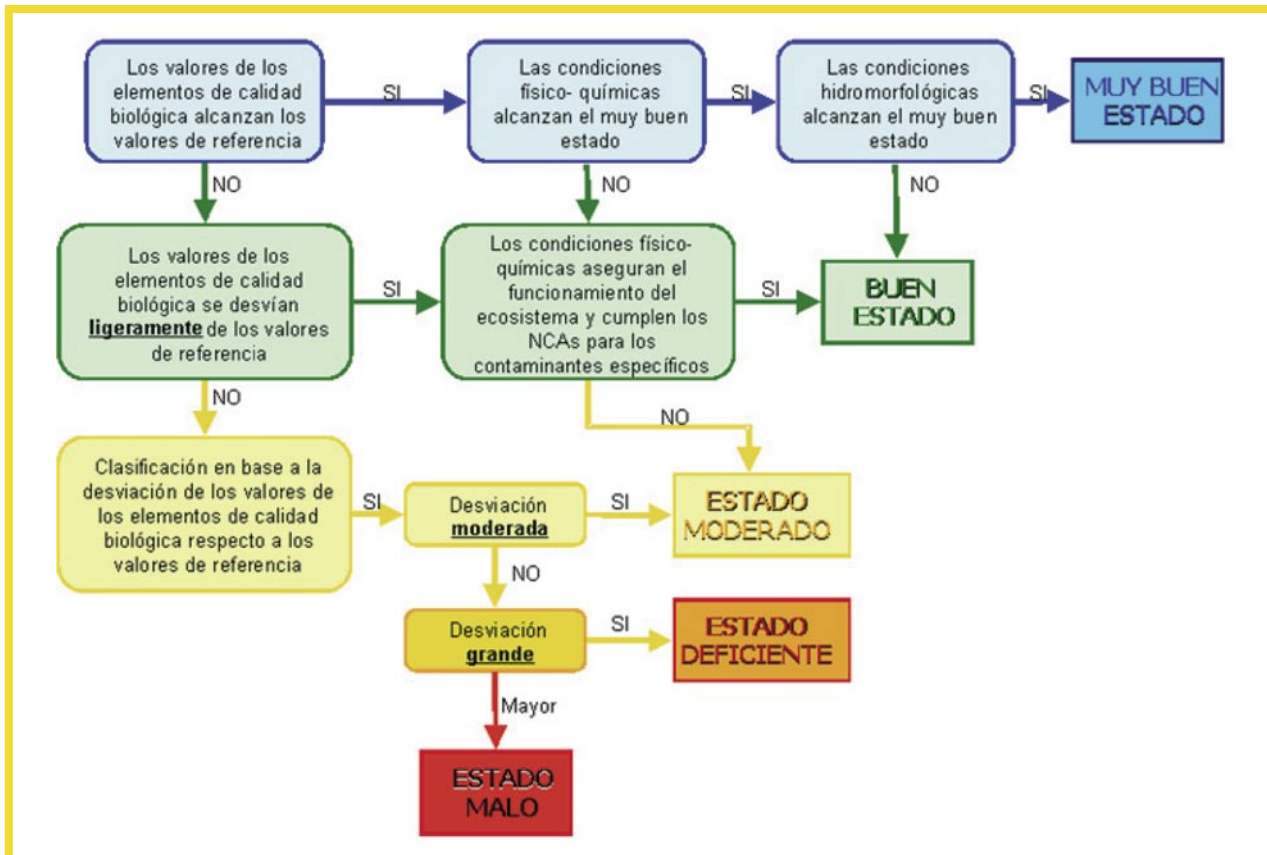 Los valores de los
elementos de calidad
biológica alcanzan los
valores de referencia
SI
Las condiciones
físico- químicas
alcanzan el muy buen
estado
SI
Las condiciones
hidromorfológicas
alcanzan el muy buen
estado
SI
MUY BUEN
ESTADO
NO
NO
NO
Los valores de los
elementos de calidad
biológica se desvían
ligeramente de los valores
de referencia
SI
Los condiciones físico-
químicas aseguran el
funcionamiento del
ecosistema y cumplen los
NCAs para los
contaminantes específicos
SI
BUEN
ESTADO
NO
NO
Clasificación en base a la
desviación de los valores de
los elementos de calidad
biológica respecto a los
valores de referencia
SI
Desviación
moderada
SI
ESTADO
MODERADO
NO
Desviación
grande
SI
ESTADO
DEFICIENTE
Mayor
ESTADO
MALO